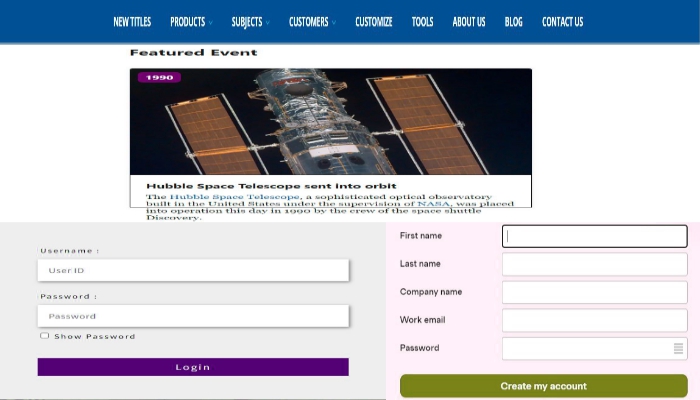 NEW TITLES PRODUCTS SUBJECTS CUSTOMERS CUSTOMIZE TOOLS ABOUT US BLOG CONTACT US
Featured Event
1990
Hubble Space Telescope sent into orbit
The Hubble Space Telescope, a sophisticated optical observatory
built in the United States under the supervision of NASA, was placed
into operation this day in 1990 by the crew of the space shuttle
Discovery.
Username :
User ID
Password :
Password
Show Password
Login
First name
Last name
Company name
Work email
Password
Create my account